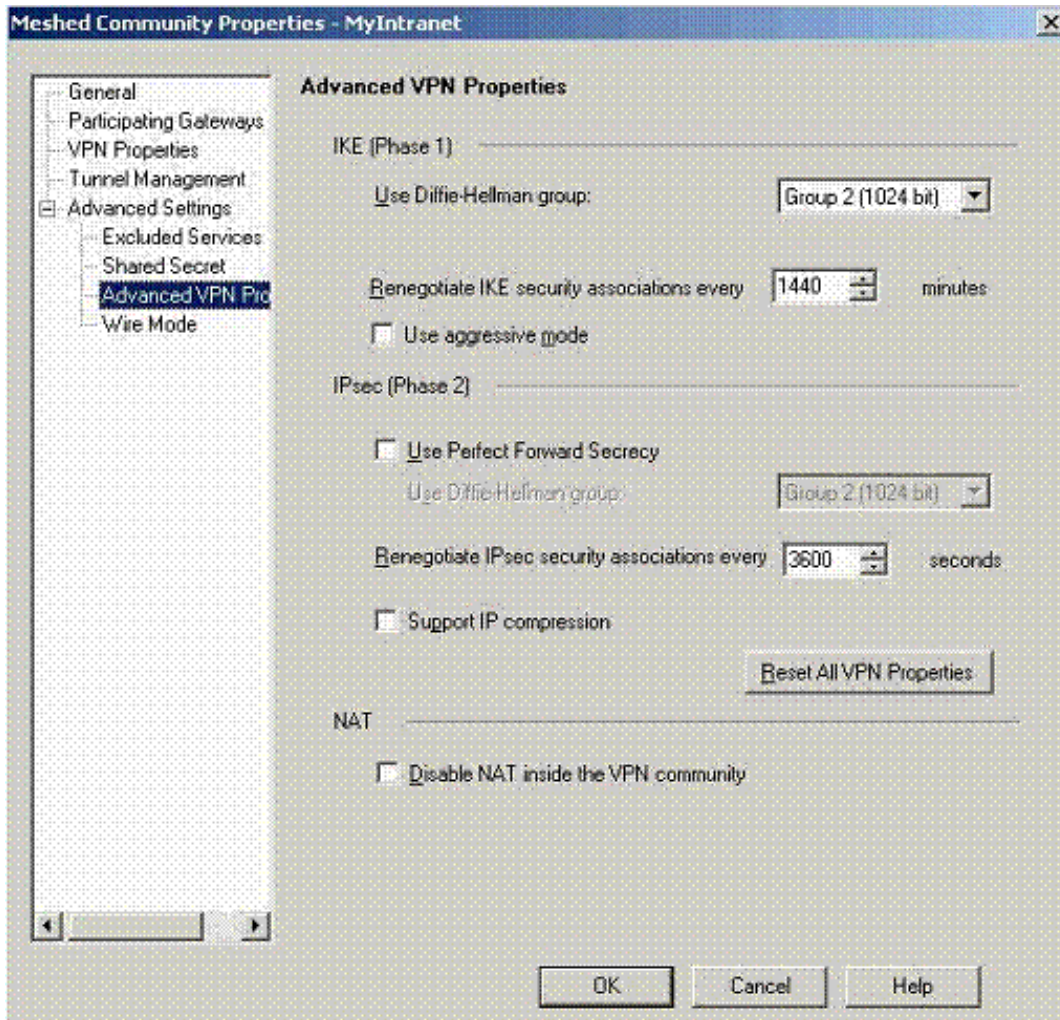 Meshed Community Properties - MyIntranet
General
Participating Gateways
VPN Properties
Tunnel Management
Advanced Settings
Excluded Services
Shared Secret
Advanced VPN Pro
Wire Mode
Advanced VPN Properties
IKE (Phase 1)
Use Diffie-Hellman group: Group 2 (1024 bit)
Renegotiate IKE security associations every 1440 minutes
Use aggressive mode
IPsec (Phase 2)
Use Perfect Forward Secrecy
Use Diffie-Hellman group: Group 2 (1024 bit)
Renegotiate IPsec security associations every 3600 seconds
Support IP compression
Reset All VPN Properties
NAT
Disable NAT inside the VPN community
OK Cancel Help